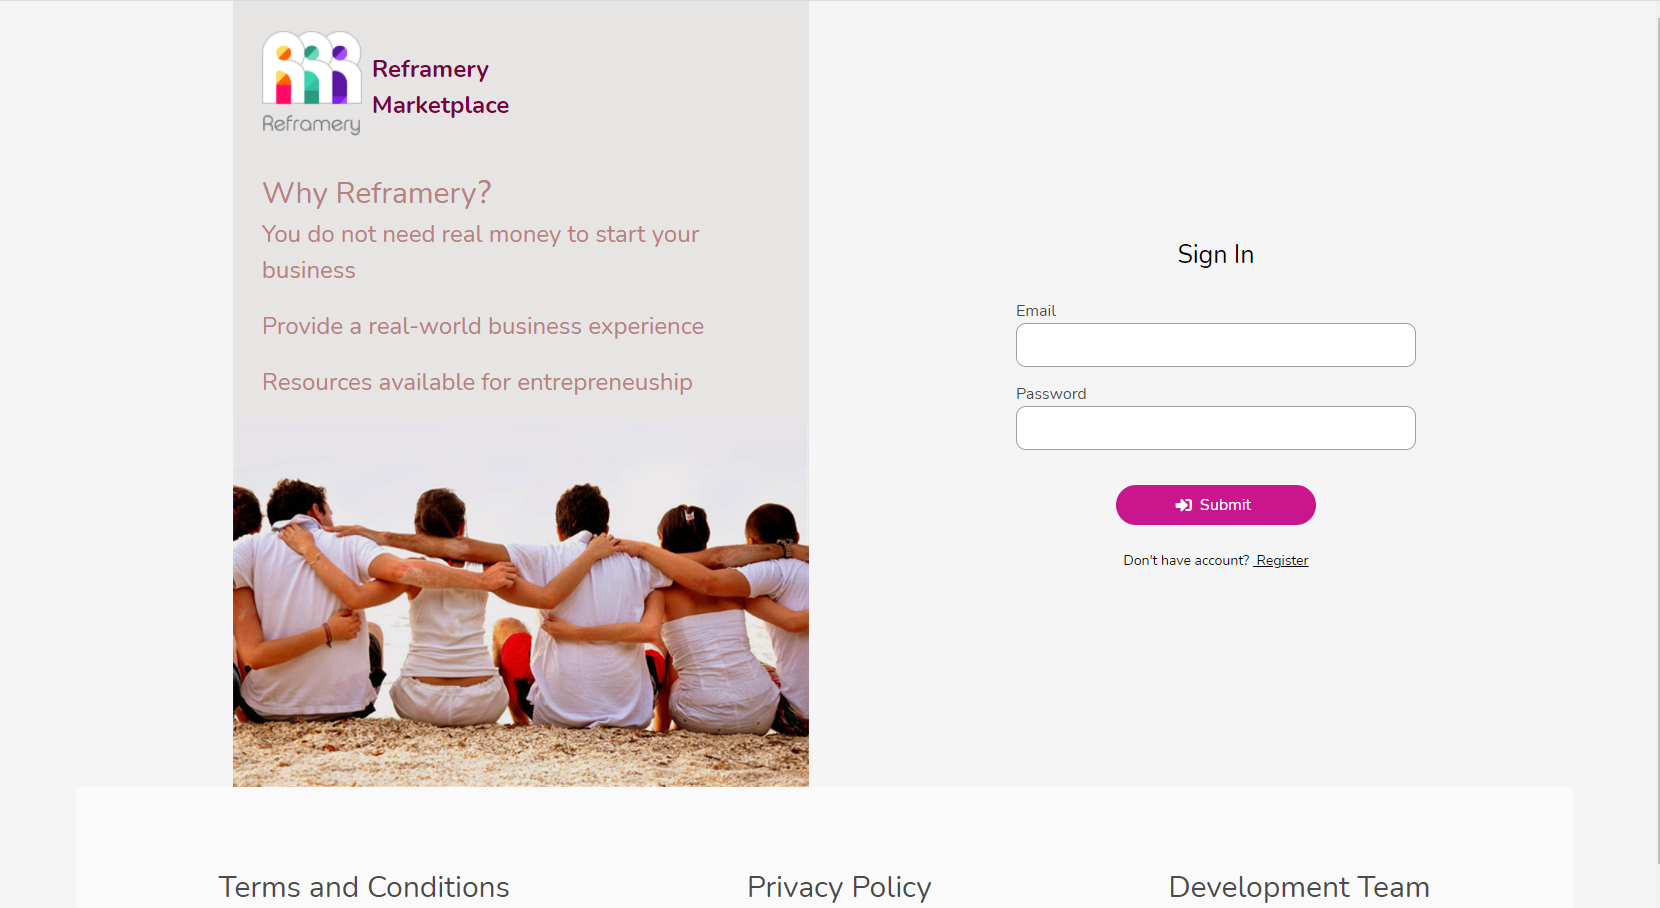 Reframery
Marketplace
Reframery
Why Reframery?
You do not need real money to start your
business
Provide a real-world business experience
Resources available for entrepreneuship
Sign In
Email
Password
Submit
Don't have account? Register
Terms and Conditions
Privacy Policy
Development Team